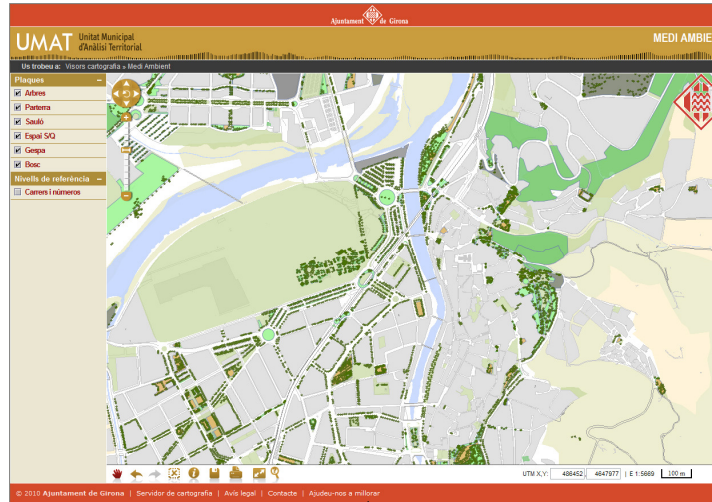 Ajuntament de Girona
UMAT Unitat Municipal
d'Anàlisi Territorial
MEDI AMBIE
Us trobeu a: Visors cartografia » Medi Ambient
Plaques
Arbres
Parterra
Sauló
Espai S/Q
Gespa
Bosc
Nivells de referència
Carrers i números
UTM X,Y: 486452 4647977 | E 1:5669 100 m
© 2010 Ajuntament de Girona | Servidor de cartografia | Avís legal | Contacte | Ajudeu-nos a millorar